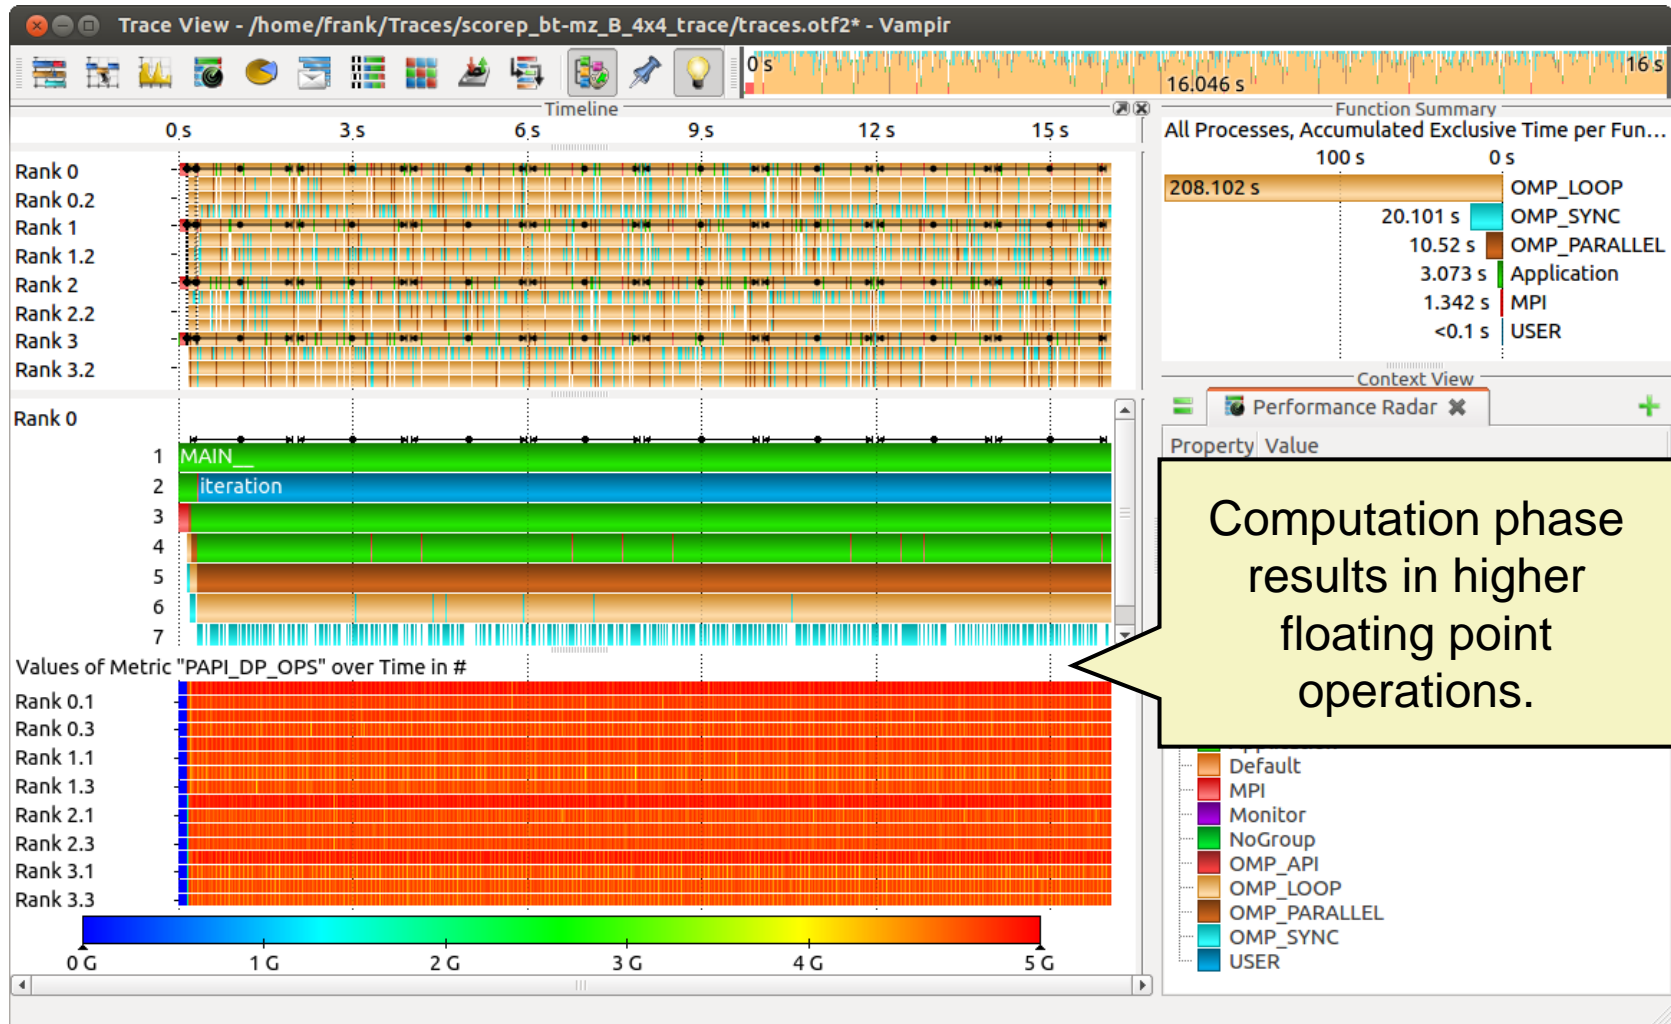 Trace View - /home/frank/Traces/scorep_bt-mz_B_4x4_trace/traces.otf2* - Vampir
0 s
16 s
16.046 s
Timeline
0 s 3 s 6 s 9 s 12 s 15 s
Rank 0
Rank 0.2
Rank 1
Rank 1.2
Rank 2
Rank 2.2
Rank 3
Rank 3.2
Rank 0
1 MAIN__
2 iteration
3
4
5
6
7
Values of Metric "PAPI_DP_OPS" over Time in #
Rank 0.1
Rank 0.3
Rank 1.1
Rank 1.3
Rank 2.1
Rank 2.3
Rank 3.1
Rank 3.3
0 G 1 G 2 G 3 G 4 G 5 G
Function Summary
All Processes, Accumulated Exclusive Time per Fun...
100 s 0 s
208.102 s OMP_LOOP
20.101 s OMP_SYNC
10.52 s OMP_PARALLEL
3.073 s Application
1.342 s MPI
<0.1 s USER
Context View
Performance Radar
Property Value
Computation phase
results in higher
floating point
operations.
Default
MPI
Monitor
NoGroup
OMP_API
OMP_LOOP
OMP_PARALLEL
OMP_SYNC
USER